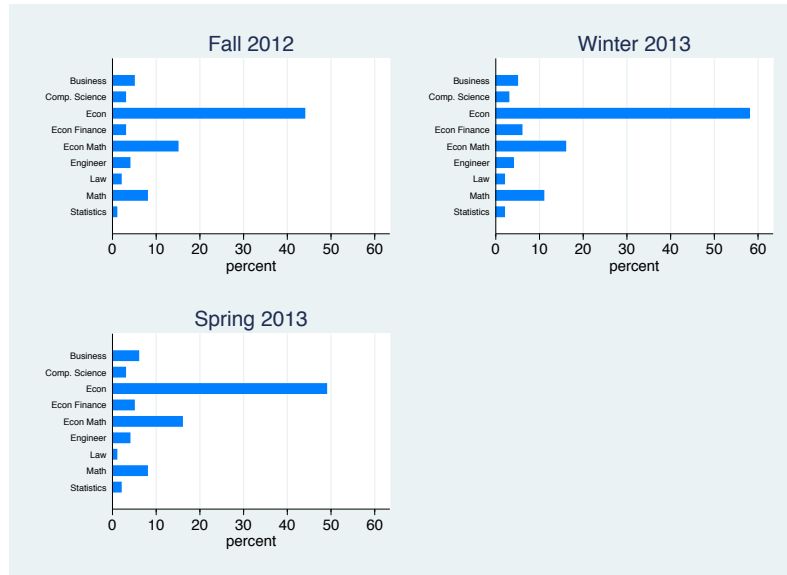 Fall 2012
Business
Comp. Science
Econ
Econ Finance
Econ Math
Engineer
Law
Math
Statistics
0 10 20 30 40 50 60
percent
Winter 2013
Business
Comp. Science
Econ
Econ Finance
Econ Math
Engineer
Law
Math
Statistics
0 10 20 30 40 50 60
percent
Spring 2013
Business
Comp. Science
Econ
Econ Finance
Econ Math
Engineer
Law
Math
Statistics
0 10 20 30 40 50 60
percent